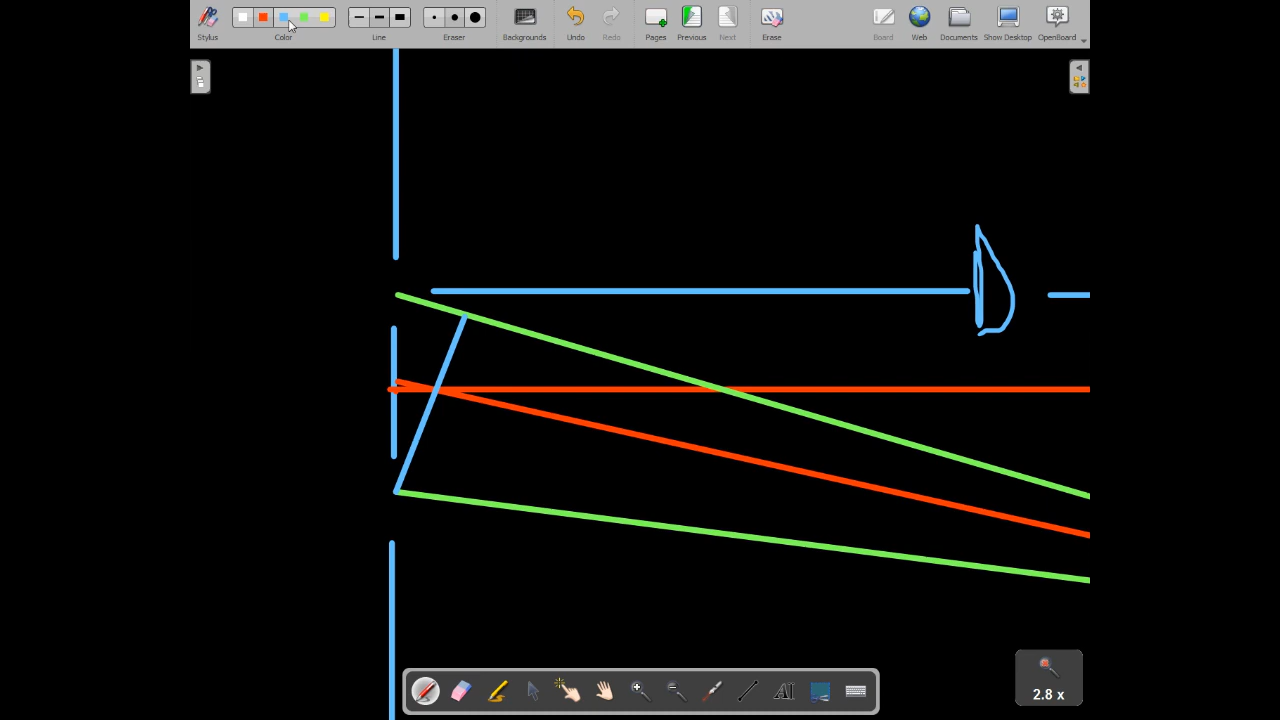 Stylus
Color
Line
Eraser
Backgrounds
Undo
Redo
Pages
Previous
Next
Erase
Board
Web
Documents
Show Desktop
OpenBoard
D
AI
2.8 x